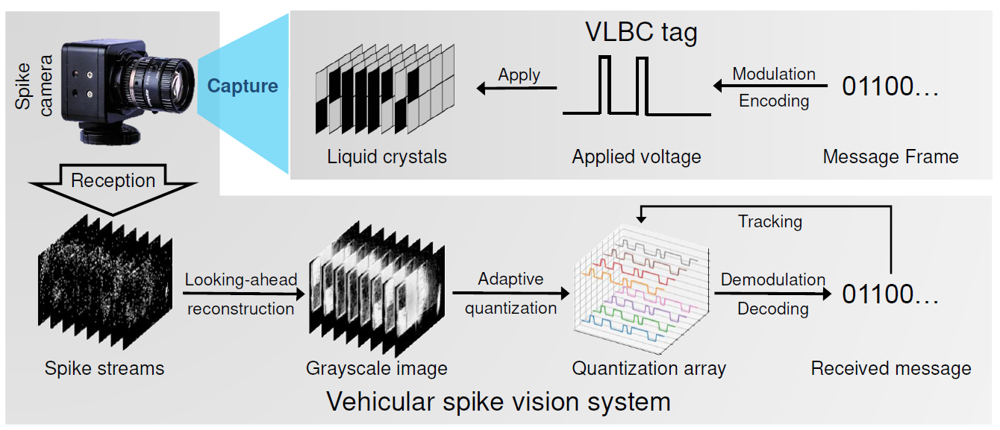 VLBC tag
Spike
camera
Capture
Apply
Modulation
Encoding
01100...
Liquid crystals
Applied voltage
Message Frame
Reception
Tracking
Looking-ahead
reconstruction
Adaptive
quantization
Demodulation
Decoding
01100...
Spike streams
Grayscale image
Quantization array
Received message
Vehicular spike vision system